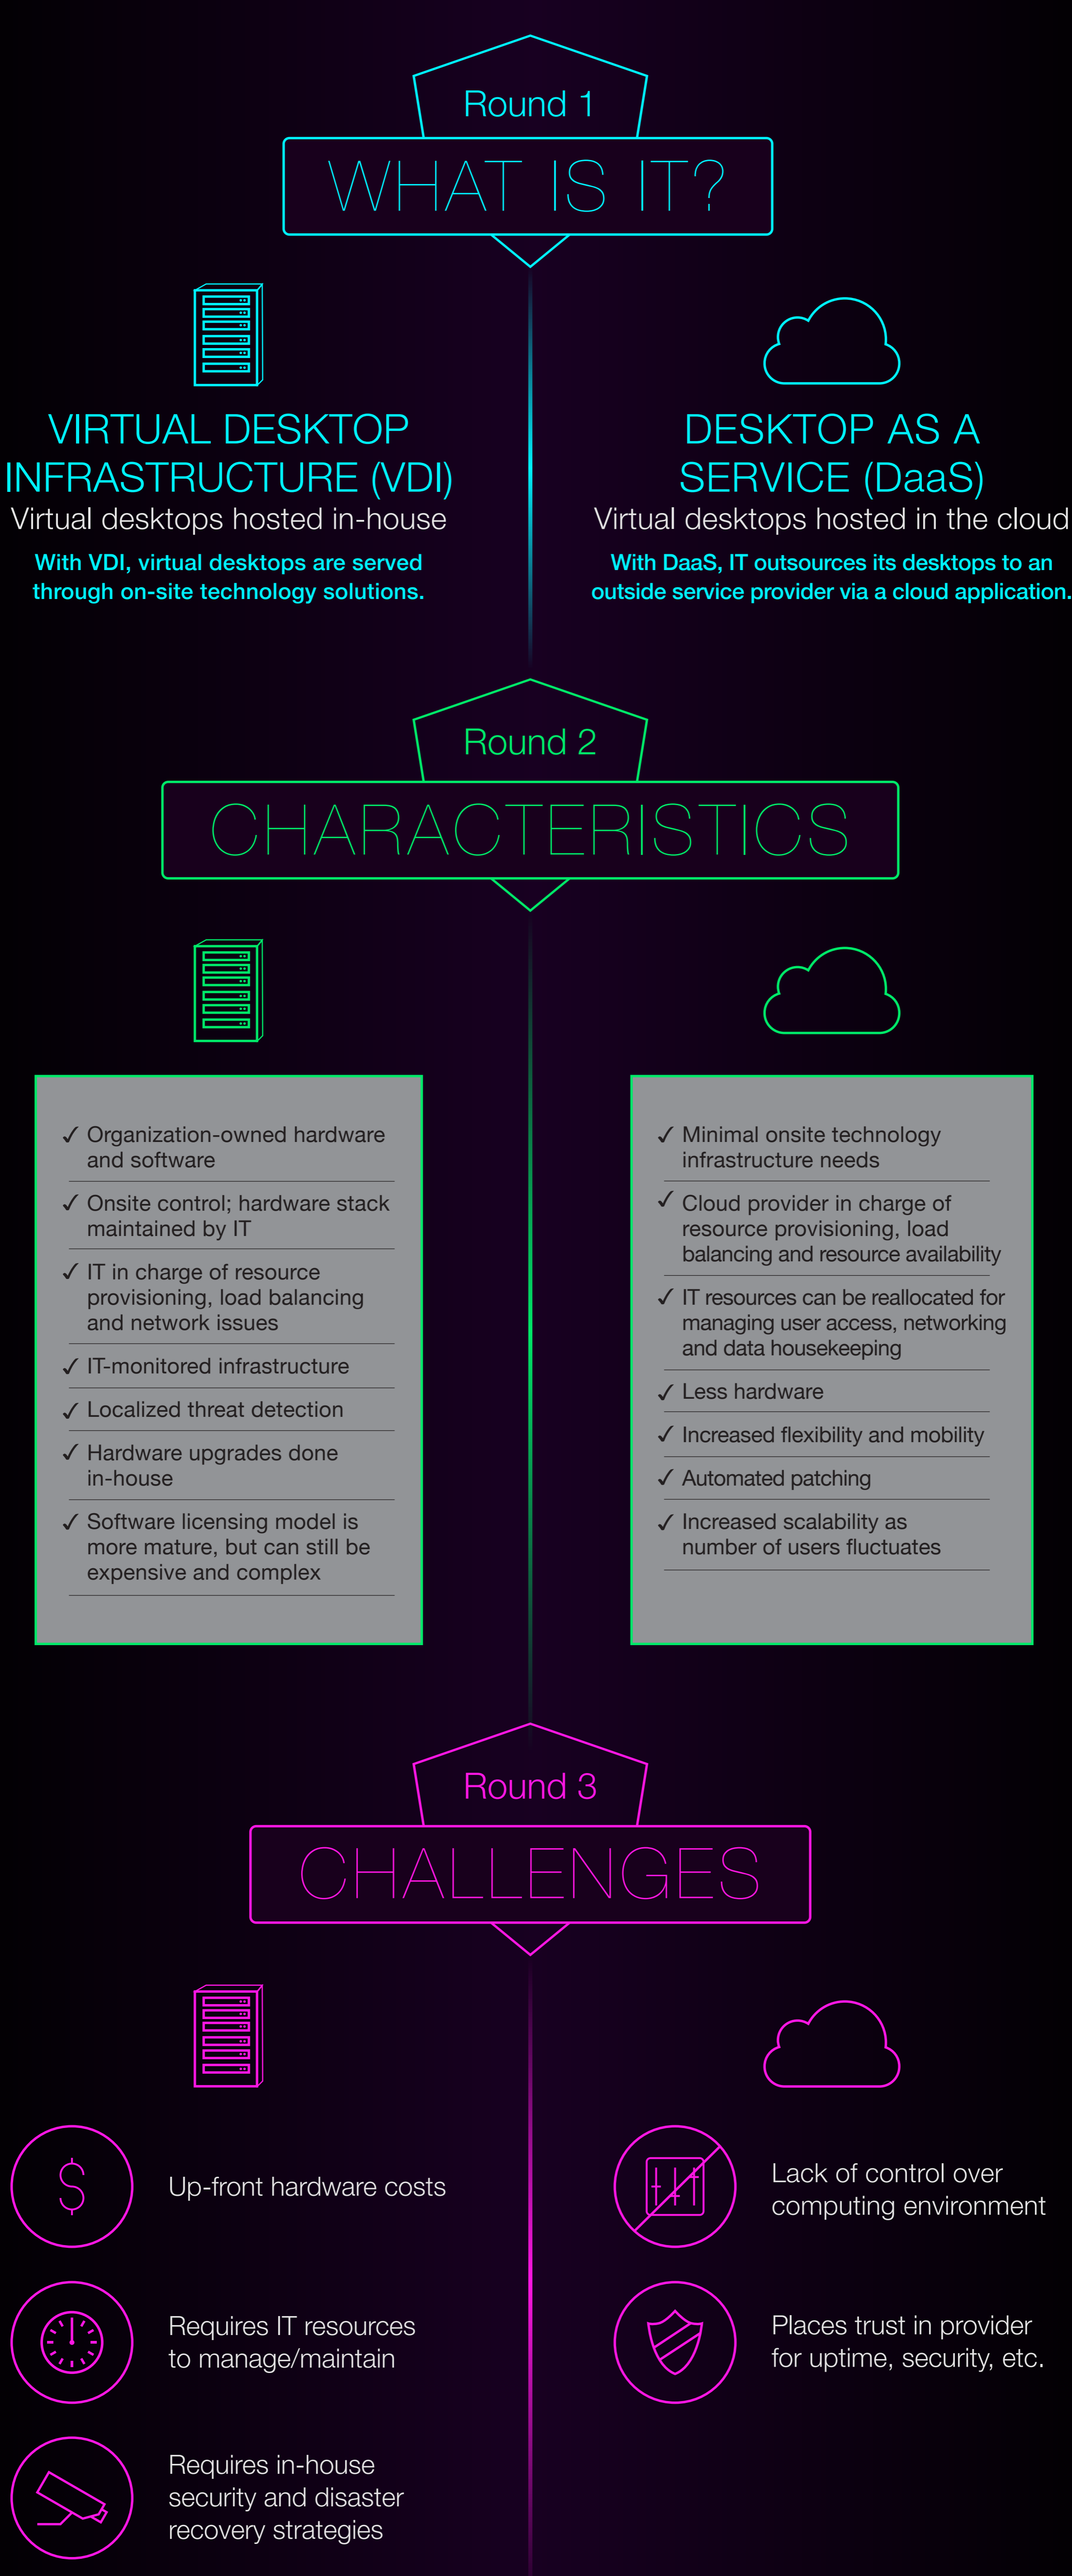 Round 1
WHAT IS IT?
VIRTUAL DESKTOP
INFRASTRUCTURE (VDI)
Virtual desktops hosted in-house
With VDI, virtual desktops are served
through on-site technology solutions.
DESKTOP AS A
SERVICE (DaaS)
Virtual desktops hosted in the cloud
With DaaS, IT outsources its desktops to an
outside service provider via a cloud application.
Round 2
CHARACTERISTICS
✓ Organization-owned hardware
and software
✓ Onsite control; hardware stack
maintained by IT
✓ IT in charge of resource
provisioning, load balancing
and network issues
✓ IT-monitored infrastructure
✓ Localized threat detection
✓ Hardware upgrades done
in-house
✓ Software licensing model is
more mature, but can still be
expensive and complex
✓ Minimal onsite technology
infrastructure needs
✓ Cloud provider in charge of
resource provisioning, load
balancing and resource availability
✓ IT resources can be reallocated for
managing user access, networking
and data housekeeping
✓ Less hardware
✓ Increased flexibility and mobility
✓ Automated patching
✓ Increased scalability as
number of users fluctuates
Round 3
CHALLENGES
$
Up-front hardware costs
Requires IT resources
to manage/maintain
Requires in-house
security and disaster
recovery strategies
Lack of control over
computing environment
Places trust in provider
for uptime, security, etc.